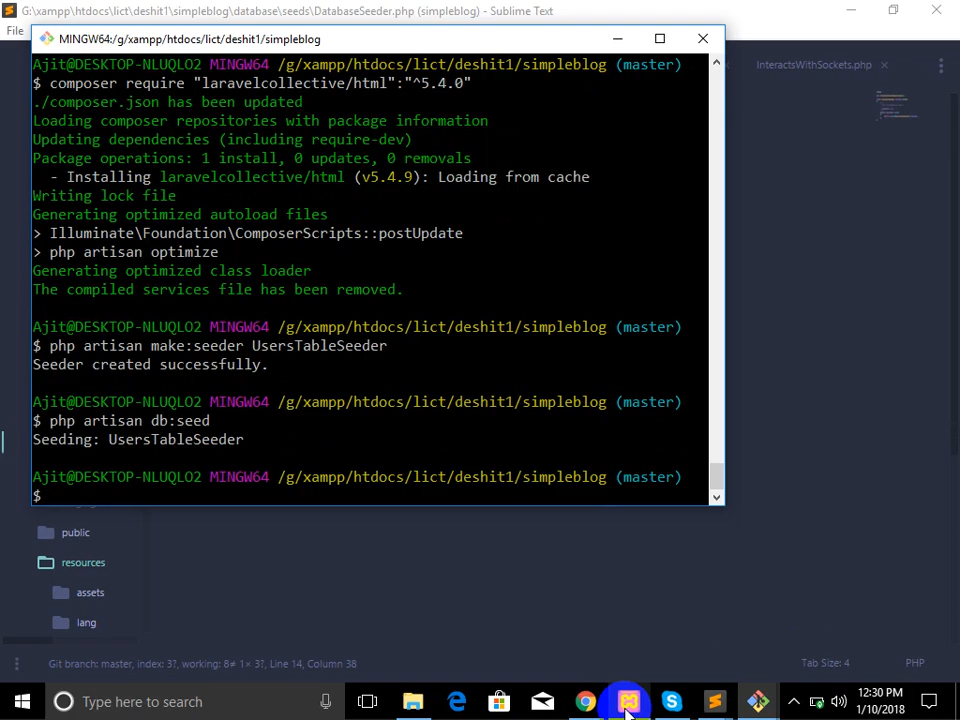 G:\xampp\htdocs\lict\deshit1\simpleblog\database\seeds\DatabaseSeeder.php (simpleblog) - Sublime Text
File
MINGW64:/g/xampp/htdocs/lict/deshit1/simpleblog
InteractsWithSockets.php
Ajit@DESKTOP-NLUQLO2 MINGW64 /g/xampp/htdocs/lict/deshit1/simpleblog (master)
$ composer require "laravelcollective/html":"^5.4.0"
./composer.json has been updated
Loading composer repositories with package information
Updating dependencies (including require-dev)
Package operations: 1 install, 0 updates, 0 removals
- Installing laravelcollective/html (v5.4.9): Loading from cache
Writing lock file
Generating optimized autoload files
> Illuminate\Foundation\ComposerScripts::postUpdate
> php artisan optimize
Generating optimized class loader
The compiled services file has been removed.
Ajit@DESKTOP-NLUQLO2 MINGW64 /g/xampp/htdocs/lict/deshit1/simpleblog (master)
$ php artisan make:seeder UsersTableSeeder
Seeder created successfully.
Ajit@DESKTOP-NLUQLO2 MINGW64 /g/xampp/htdocs/lict/deshit1/simpleblog (master)
$ php artisan db:seed
Seeding: UsersTableSeeder
Ajit@DESKTOP-NLUQLO2 MINGW64 /g/xampp/htdocs/lict/deshit1/simpleblog (master)
$
public
resources
assets
lang
Git branch: master, index: 3?, working: 8≠ 1× 3?, Line 14, Column 38
Tab Size: 4
PHP
Type here to search
12:30 PM
1/10/2018